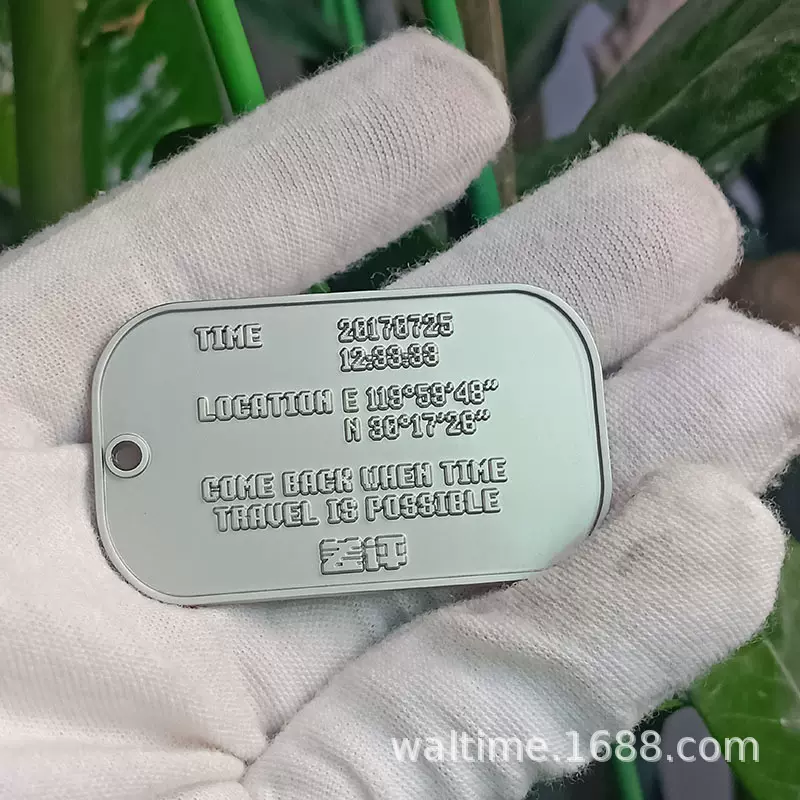 TIME 20170725
12:33:33
LOCATION E 119°59'48"
N 30°17'26"
COME BACK WHEN TIME
TRAVEL IS POSSIBLE
差评
waltime.1688.com